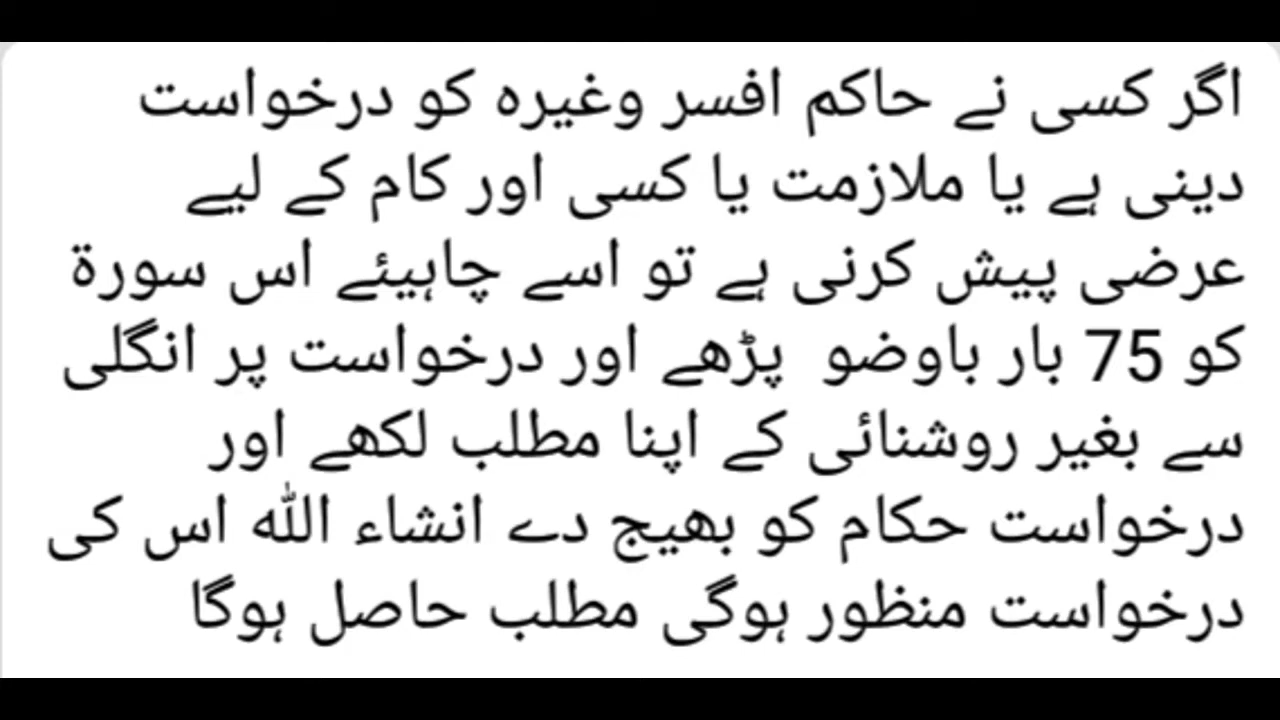 اگر کسی نے حاکم افسر وغیرہ کو درخواست
دینی ہے یا ملازمت یا کسی اور کام کے لیے
عرضی پیش کرنی ہے تو اسے چاہیئے اس سورۃ
کو 75 بار باوضو پڑھے اور درخواست پر انگلی
سے بغیر روشنائی کے اپنا مطلب لکھے اور
درخواست حکام کو بھیج دے انشاء اللہ اس کی
درخواست منظور ہوگی مطلب حاصل ہوگا